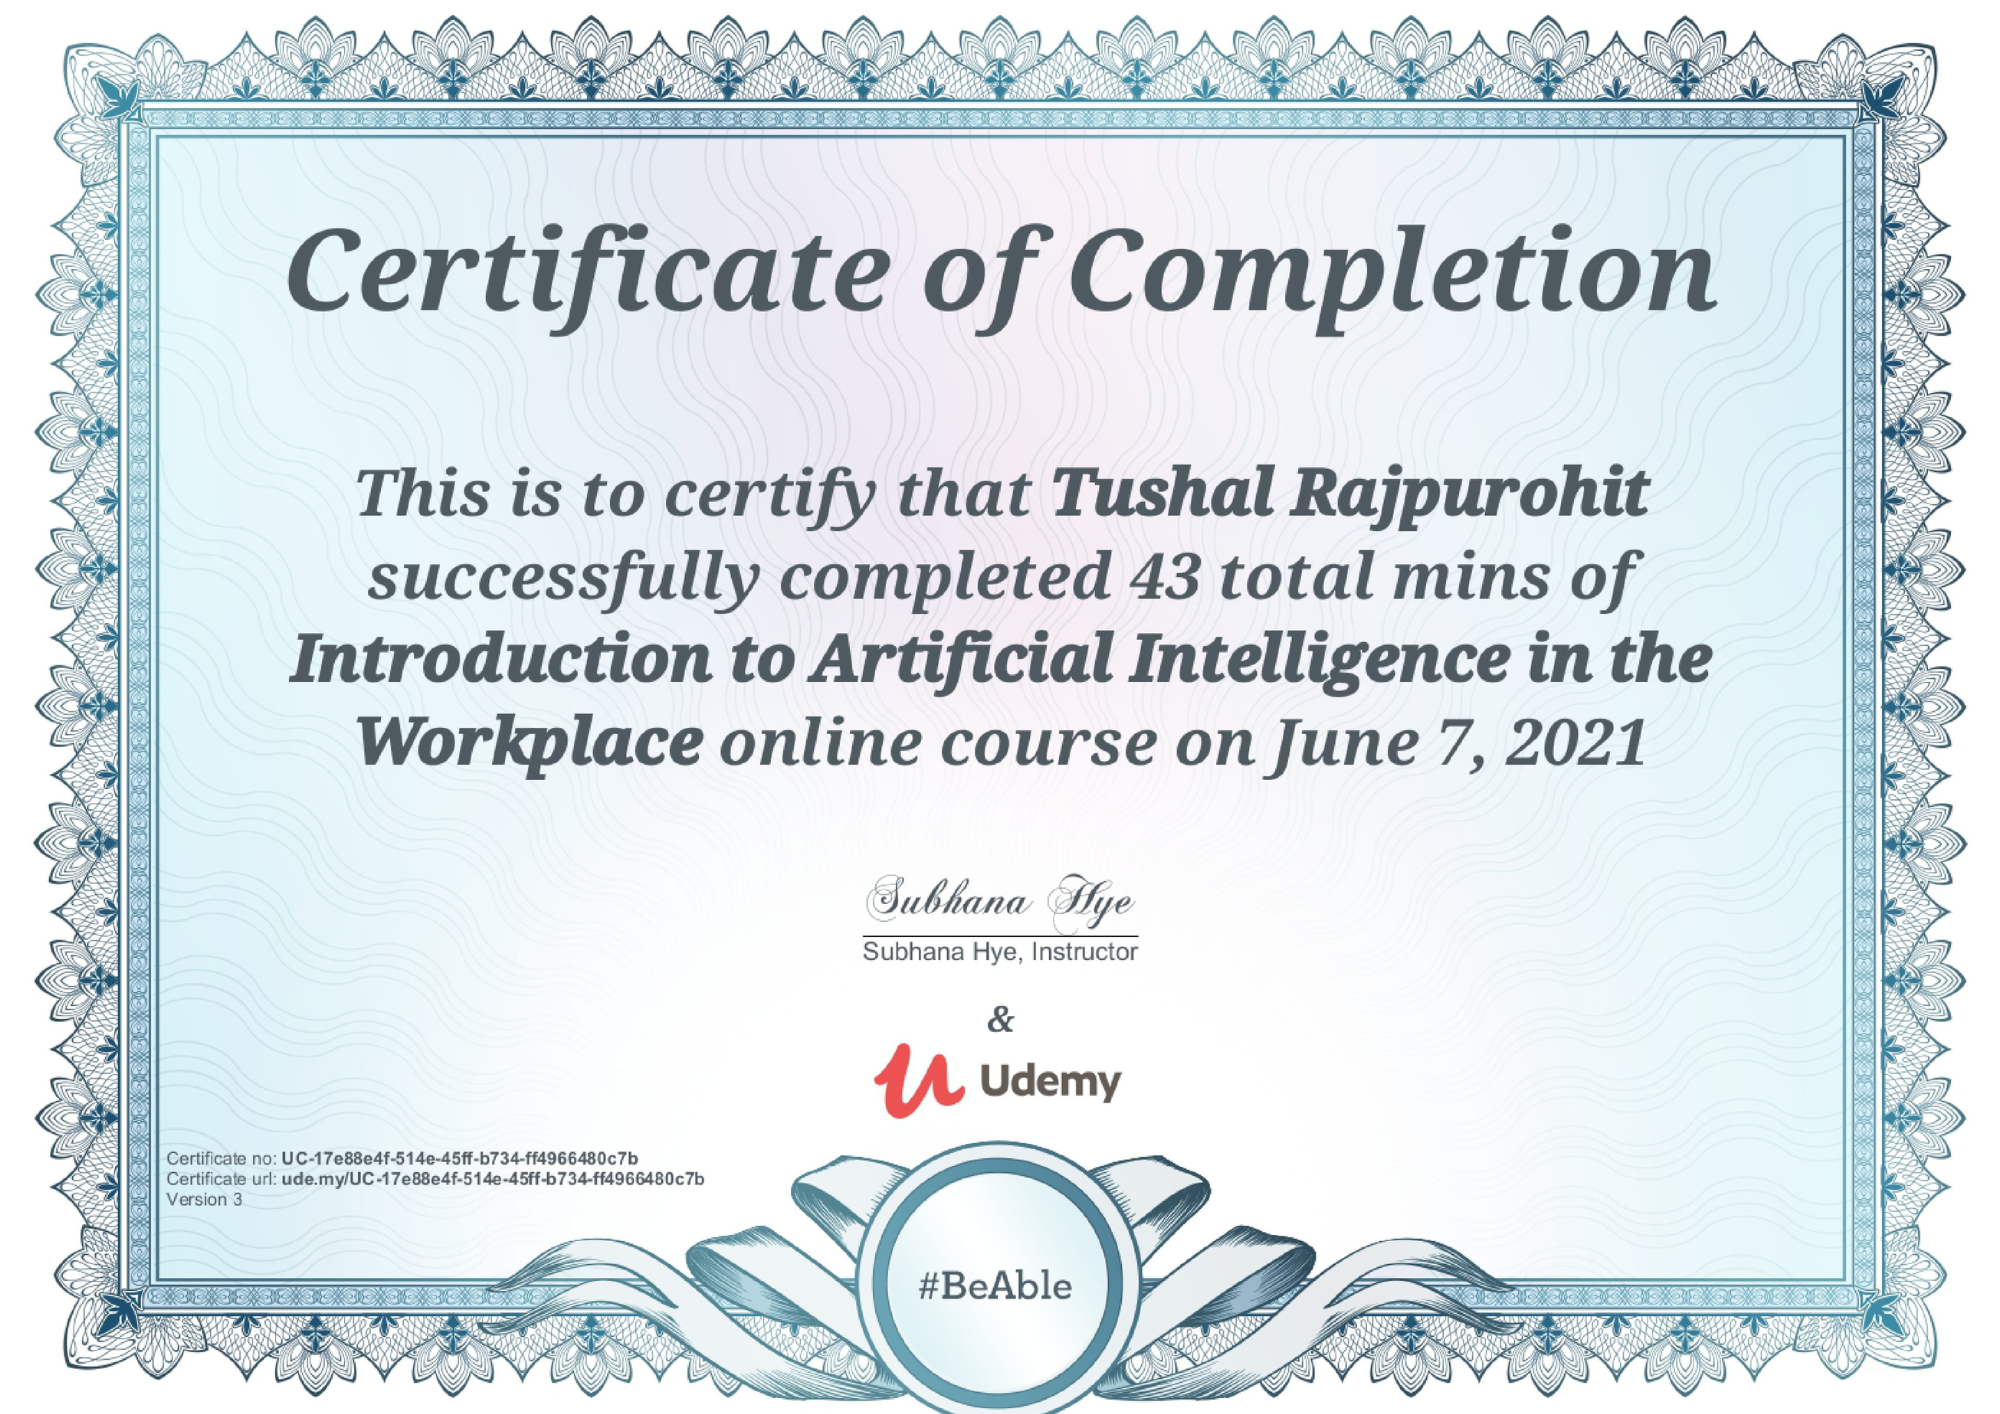 Certificate of Completion
This is to certify that Tushal Rajpurohit
successfully completed 43 total mins of
Introduction to Artificial Intelligence in the
Workplace online course on June 7, 2021
Subhana Hye
Subhana Hye, Instructor
&
Udemy
Certificate no: UC-17e88e4f-514e-45ff-b734-ff4966480c7b
Certificate url: ude.my/UC-17e88e4f-514e-45ff-b734-ff4966480c7b
Version 3
#BeAble